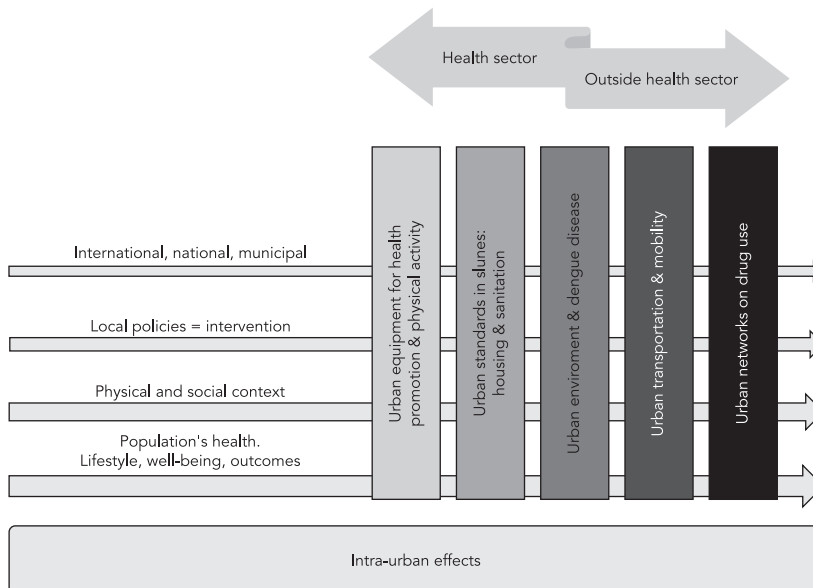 Health sector
Outside health sector
International, national, municipal
Local policies = intervention
Physical and social context
Population's health.
Lifestyle, well-being, outcomes
Urban equipment for health
promotion & physical activity
Urban standards in slunes:
housing & sanitation
Urban enviroment & dengue disease
Urban transportation & mobility
Urban networks on drug use
Intra-urban effects